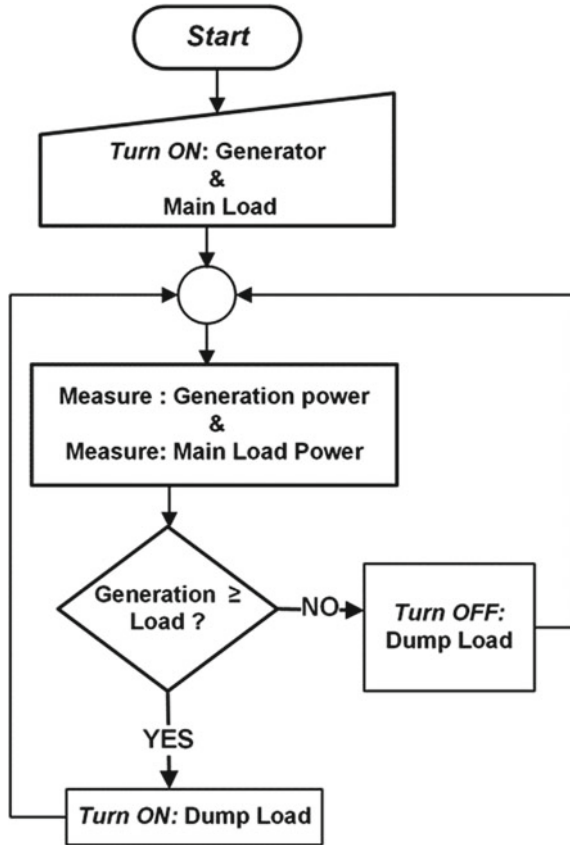 Start
Turn ON: Generator
&
Main Load
Measure : Generation power
&
Measure: Main Load Power
Generation ≥
Load ?
NO
Turn OFF:
Dump Load
YES
Turn ON: Dump Load